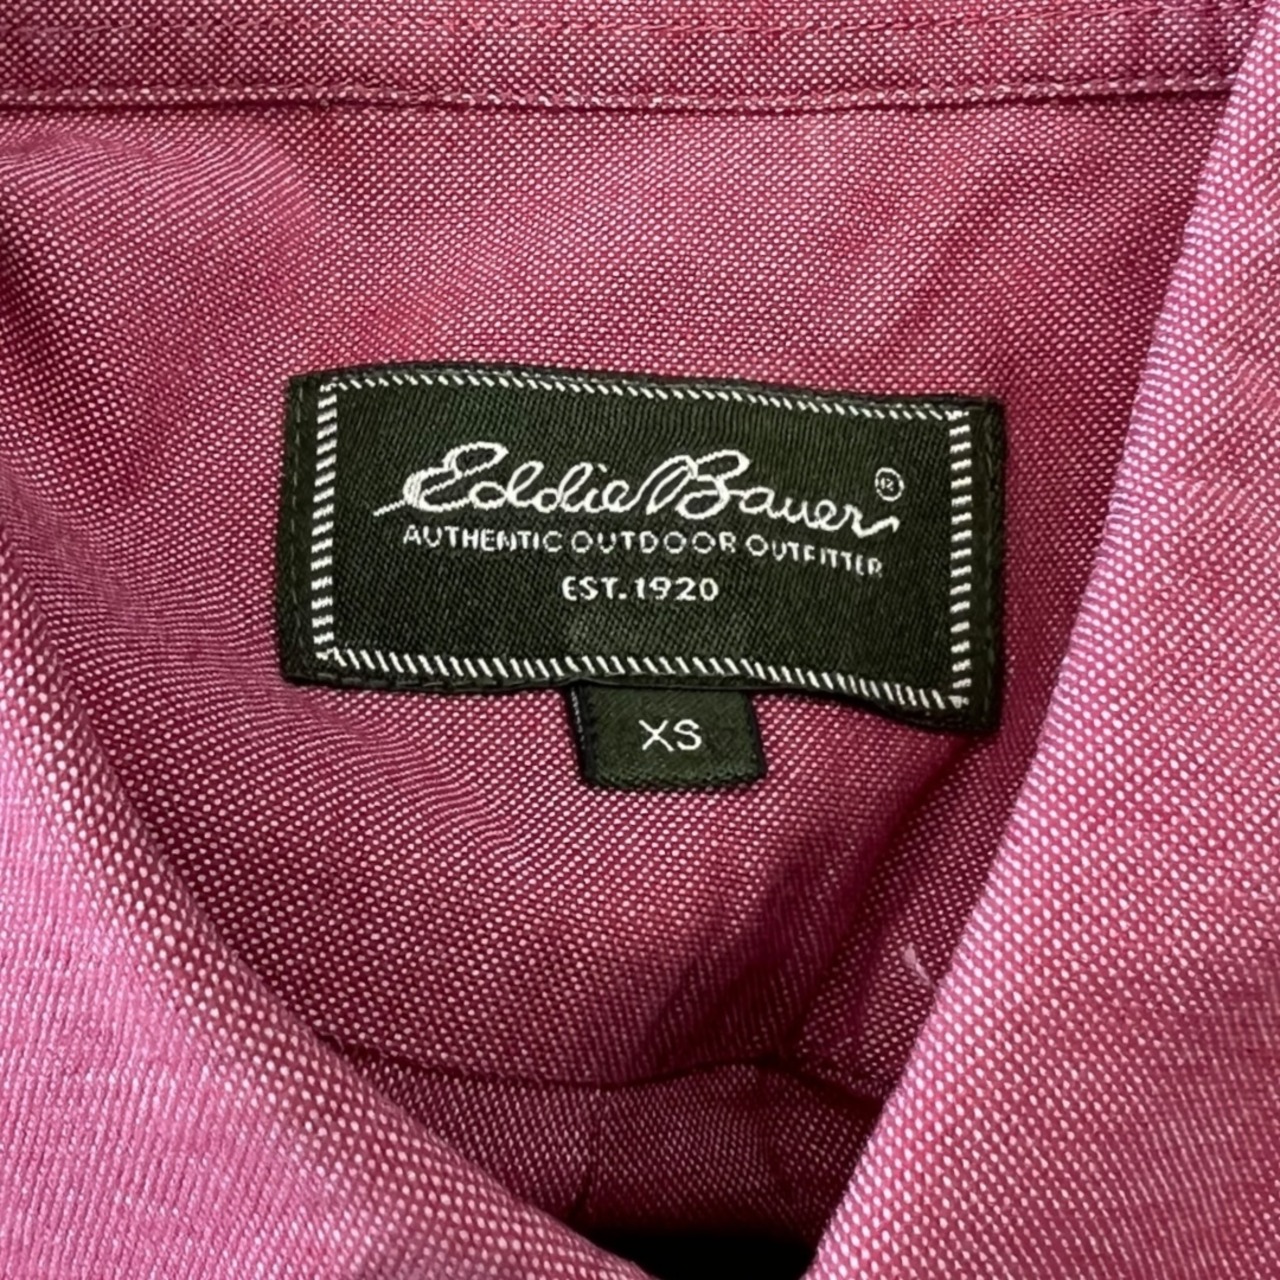 Eddie Bauer®
AUTHENTIC OUTDOOR OUTFITTER
EST. 1920
XS